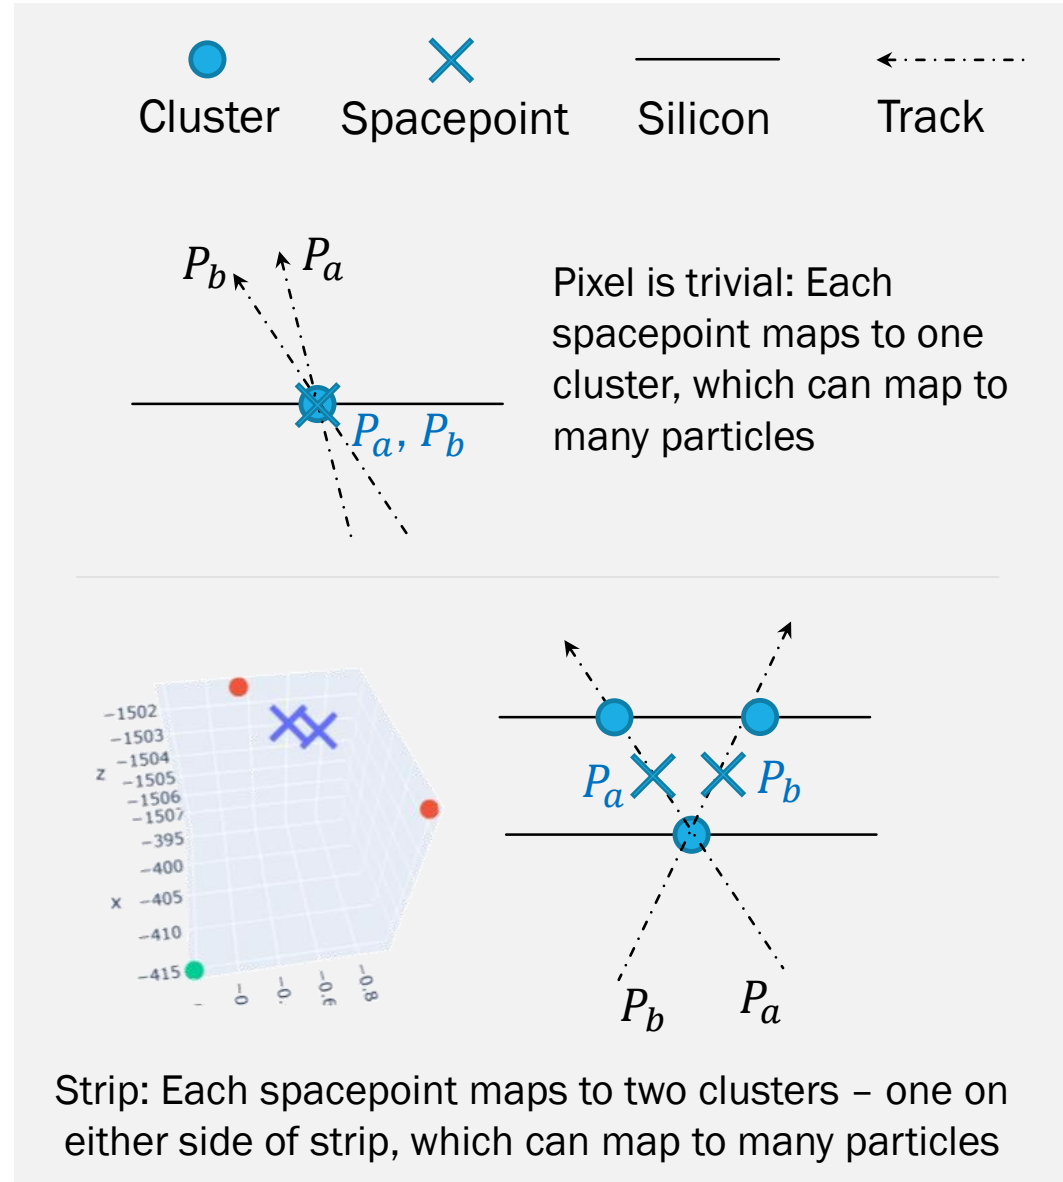 Cluster
Spacepoint
Silicon
Track
P_b
P_a
Pixel is trivial: Each
spacepoint maps to one
cluster, which can map to
many particles
P_a, P_b
−1502
−1503
−1504
z
−1505
−1506
−1507
−395
−400
x
−405
−410
−415
−0.8
P_a
P_b
P_b
P_a
Strip: Each spacepoint maps to two clusters – one on
either side of strip, which can map to many particles